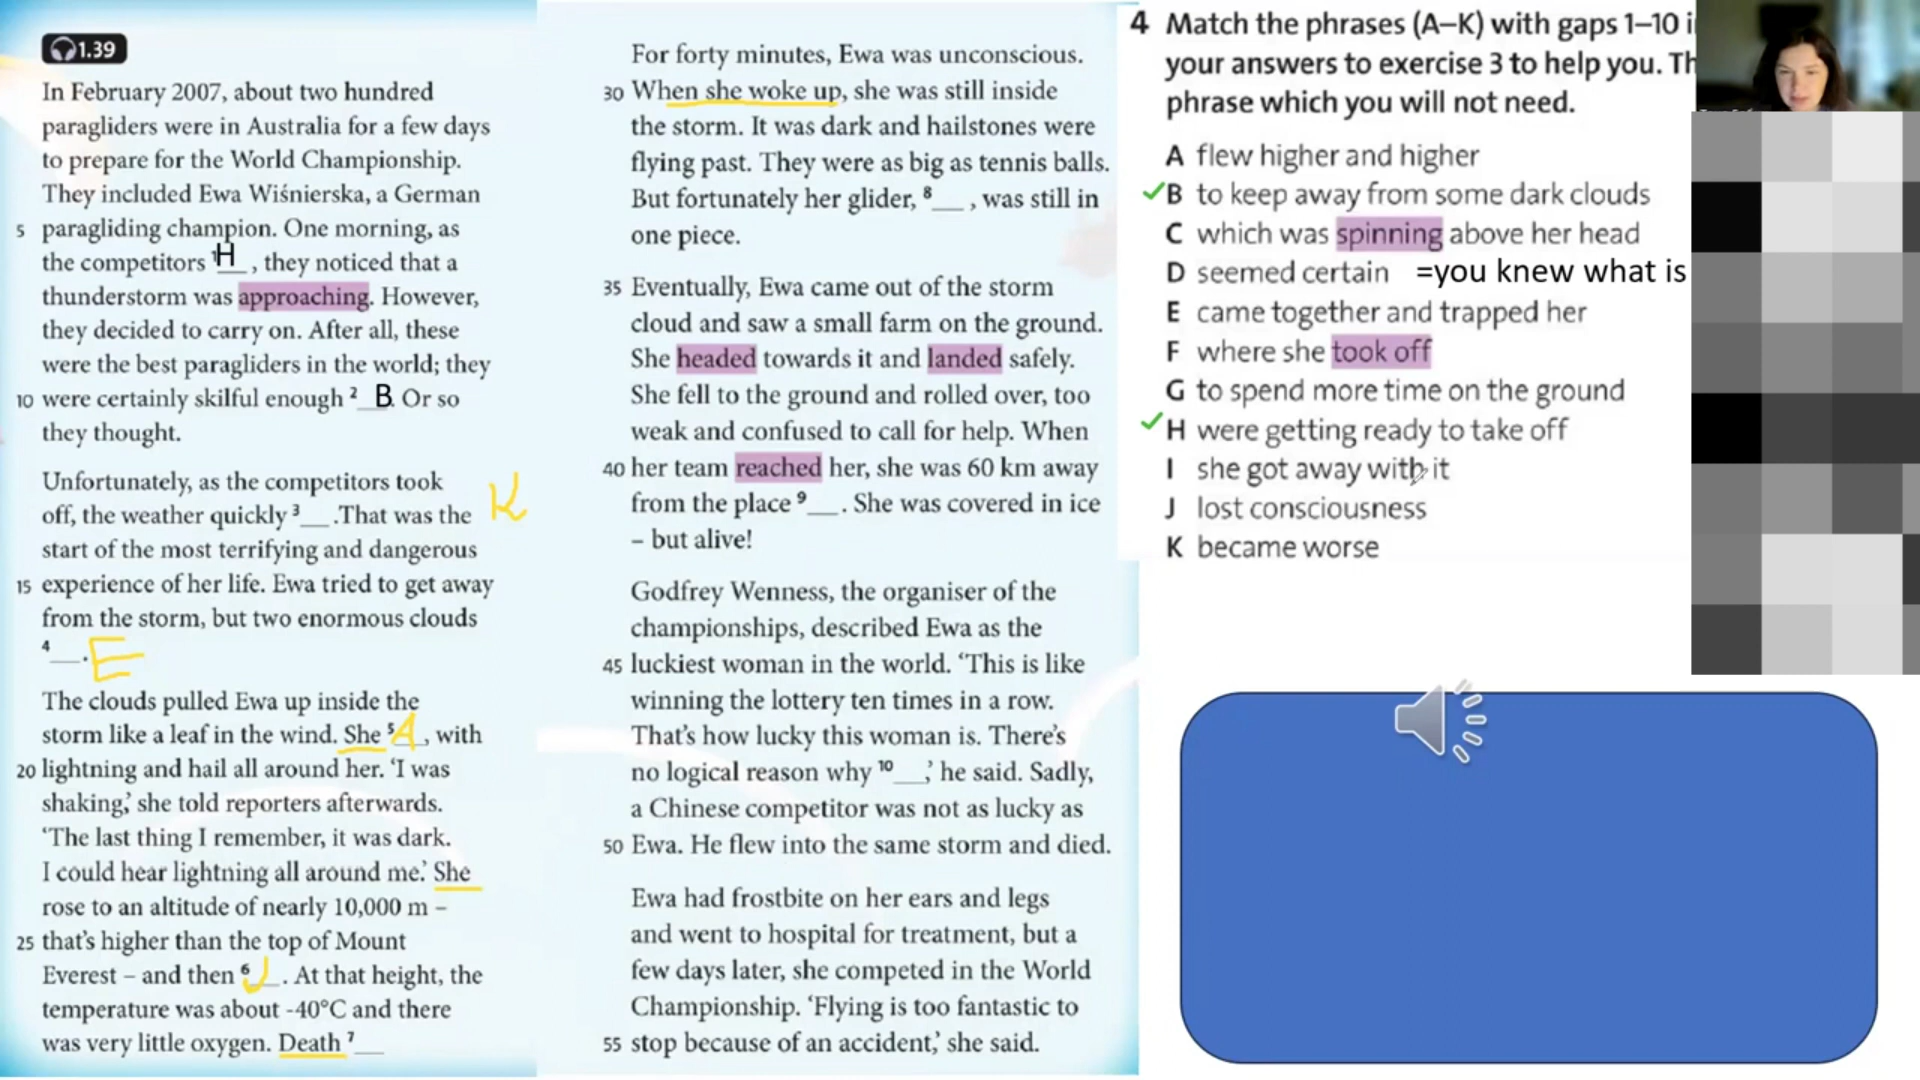 1.39
In February 2007, about two hundred
paragliders were in Australia for a few days
to prepare for the World Championship.
They included Ewa Wiśnierska, a German
5 paragliding champion. One morning, as
the competitors 1 H__, they noticed that a
thunderstorm was approaching. However,
they decided to carry on. After all, these
were the best paragliders in the world; they
10 were certainly skilful enough 2 __B. Or so
they thought.
Unfortunately, as the competitors took
off, the weather quickly 3 __. That was the K
start of the most terrifying and dangerous
15 experience of her life. Ewa tried to get away
from the storm, but two enormous clouds
4 __. E
The clouds pulled Ewa up inside the
storm like a leaf in the wind. She 5 A__, with
20 lightning and hail all around her. ‘I was
shaking,’ she told reporters afterwards.
‘The last thing I remember, it was dark.
I could hear lightning all around me.’ She
rose to an altitude of nearly 10,000 m –
25 that’s higher than the top of Mount
Everest – and then 6 J__. At that height, the
temperature was about -40°C and there
was very little oxygen. Death 7 __
For forty minutes, Ewa was unconscious.
30 When she woke up, she was still inside
the storm. It was dark and hailstones were
flying past. They were as big as tennis balls.
But fortunately her glider, 8 __, was still in
one piece.
35 Eventually, Ewa came out of the storm
cloud and saw a small farm on the ground.
She headed towards it and landed safely.
She fell to the ground and rolled over, too
weak and confused to call for help. When
40 her team reached her, she was 60 km away
from the place 9 __. She was covered in ice
– but alive!
Godfrey Wenness, the organiser of the
championships, described Ewa as the
45 luckiest woman in the world. ‘This is like
winning the lottery ten times in a row.
That’s how lucky this woman is. There’s
no logical reason why 10 __,’ he said. Sadly,
a Chinese competitor was not as lucky as
50 Ewa. He flew into the same storm and died.
Ewa had frostbite on her ears and legs
and went to hospital for treatment, but a
few days later, she competed in the World
Championship. ‘Flying is too fantastic to
55 stop because of an accident,’ she said.
4 Match the phrases (A–K) with gaps 1–10
your answers to exercise 3 to help you.
phrase which you will not need.
A flew higher and higher
✓B to keep away from some dark clouds
C which was spinning above her head
D seemed certain =you knew what is
E came together and trapped her
F where she took off
G to spend more time on the ground
✓H were getting ready to take off
I she got away with it
J lost consciousness
K became worse